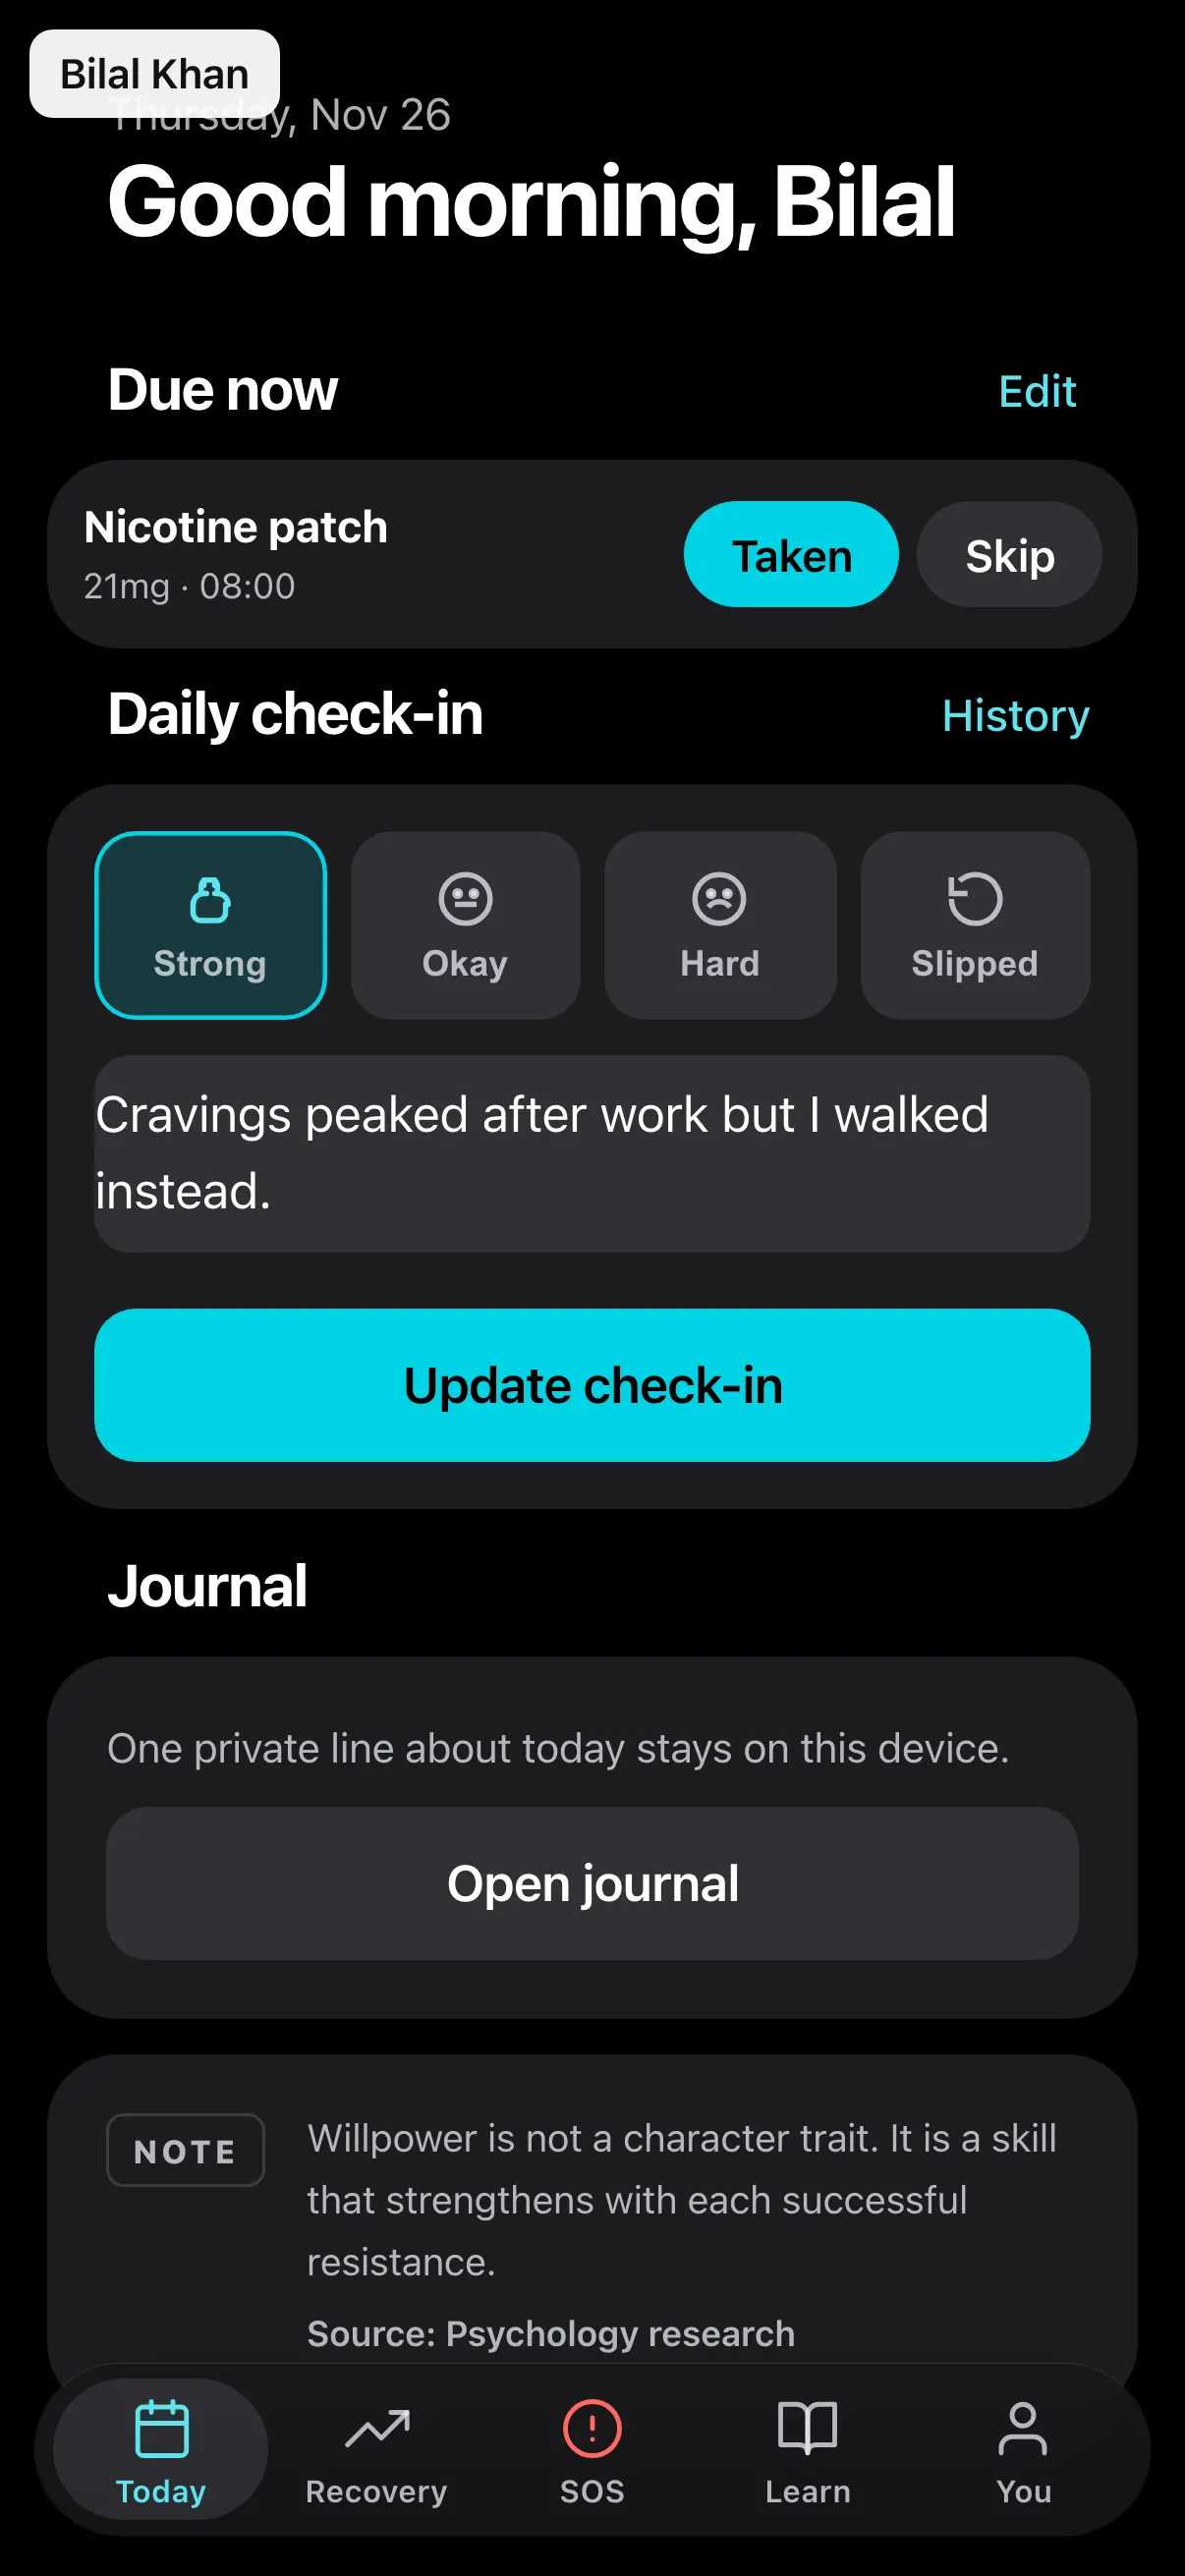 Bilal Khan
Thursday, Nov 26
Good morning, Bilal
Due now
Edit
Nicotine patch
21mg · 08:00
Taken
Skip
Daily check-in
History
Strong
Okay
Hard
Slipped
Cravings peaked after work but I walked
instead.
Update check-in
Journal
One private line about today stays on this device.
Open journal
NOTE
Willpower is not a character trait. It is a skill
that strengthens with each successful
resistance.
Source: Psychology research
Today
Recovery
SOS
Learn
You